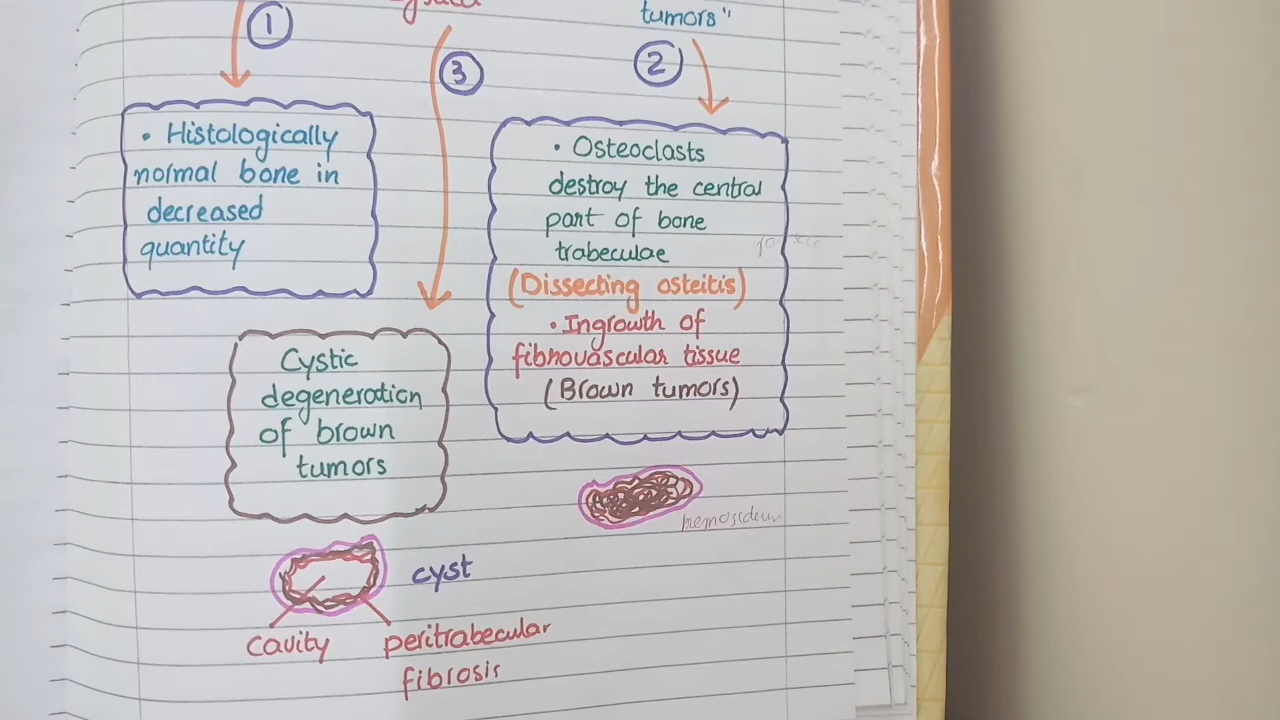 tumors"
1
3
2
• Histologically
normal bone in
decreased
quantity
• Osteoclasts
destroy the central
part of bone
trabeculae
(Dissecting osteitis)
• Ingrowth of
fibrovascular tissue
(Brown tumors)
Cystic
degeneration
of brown
tumors
cyst
cavity
peritrabecular
fibrosis